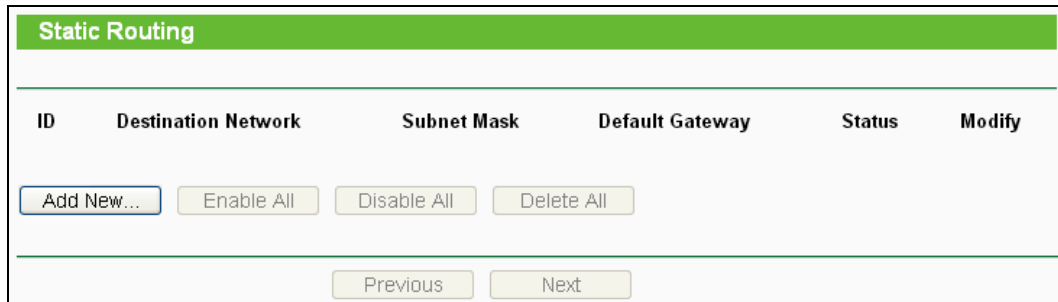 Static Routing
ID Destination Network Subnet Mask Default Gateway Status Modify
Add New... Enable All Disable All Delete All
Previous Next